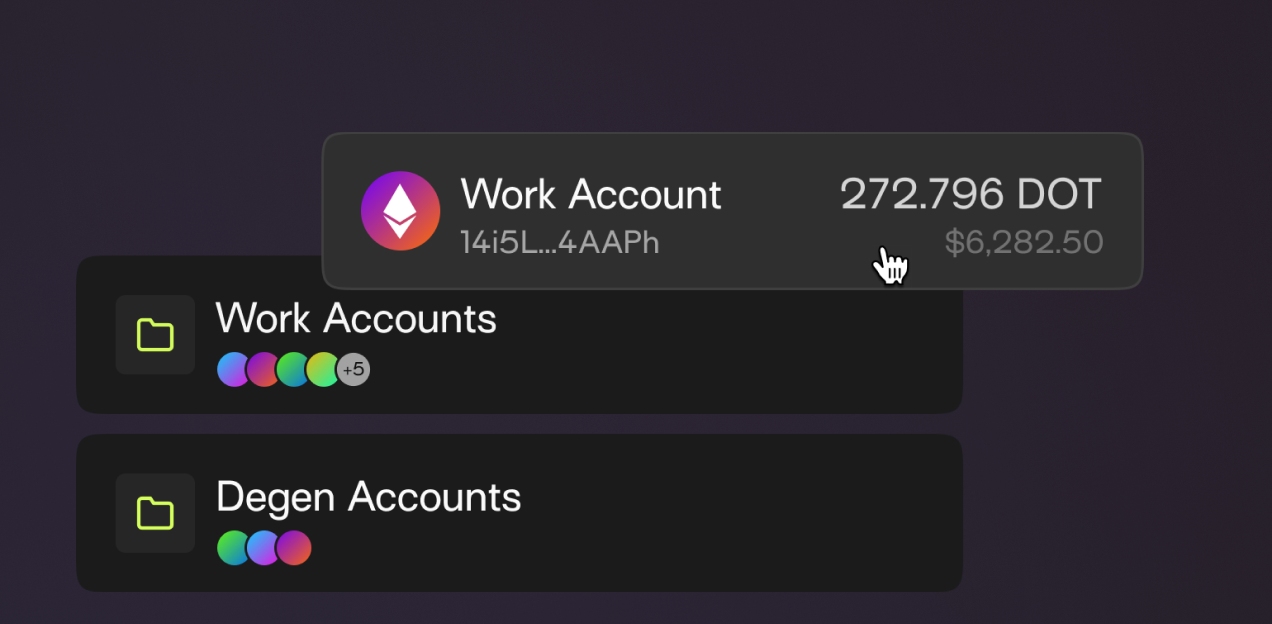 Work Account
272.796 DOT
14i5L...4AAPh
$6,282.50
Work Accounts
+5
Degen Accounts